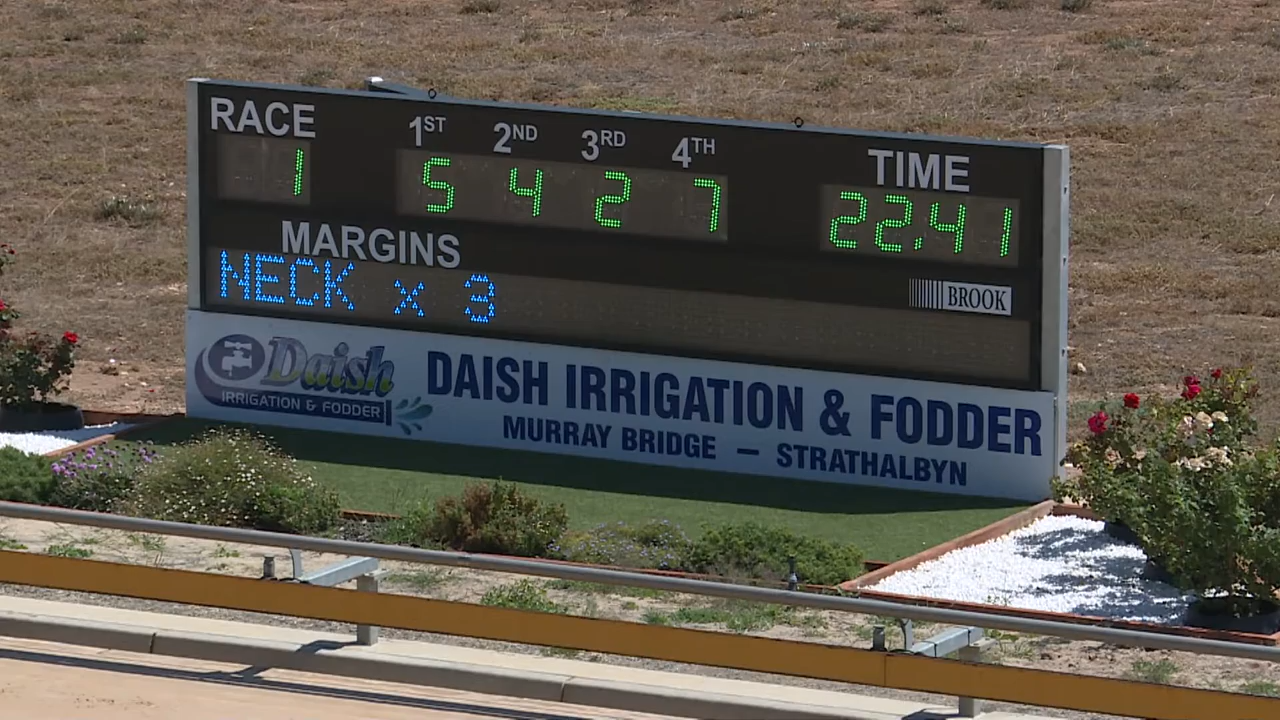 RACE 1ST 2ND 3RD 4TH TIME
1 5 4 2 7 22.41
MARGINS
NECK x 3
BROOK
Daish
IRRIGATION & FODDER
DAISH IRRIGATION & FODDER
MURRAY BRIDGE – STRATHALBYN